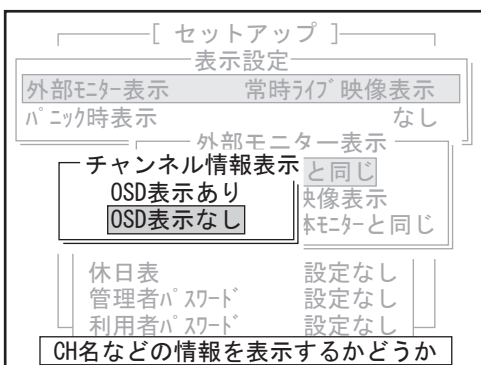 [ セットアップ ]
表示設定
外部ﾓﾆﾀｰ表示 常時ﾗｲﾌﾞ映像表示
ﾊﾟﾆｯｸ時表示 なし
外部モニター表示
チャンネル情報表示
と同じ
OSD表示あり
映像表示
OSD表示なし
体ﾓﾆﾀｰと同じ
休日表 設定なし
管理者ﾊﾟｽﾜｰﾄﾞ 設定なし
利用者ﾊﾟｽﾜｰﾄﾞ 設定なし
CH名などの情報を表示するかどうか